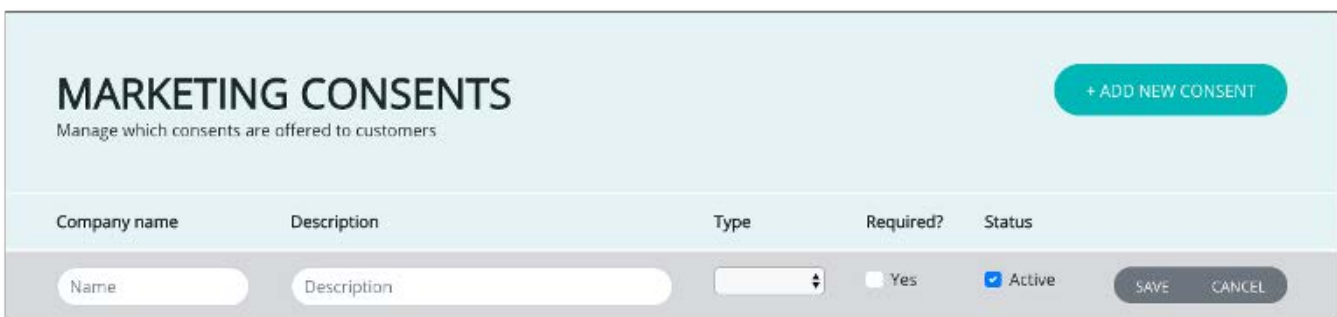 MARKETING CONSENTS
+ ADD NEW CONSENT
Manage which consents are offered to customers
Company name Description Type Required? Status
Name Description Yes Active SAVE CANCEL